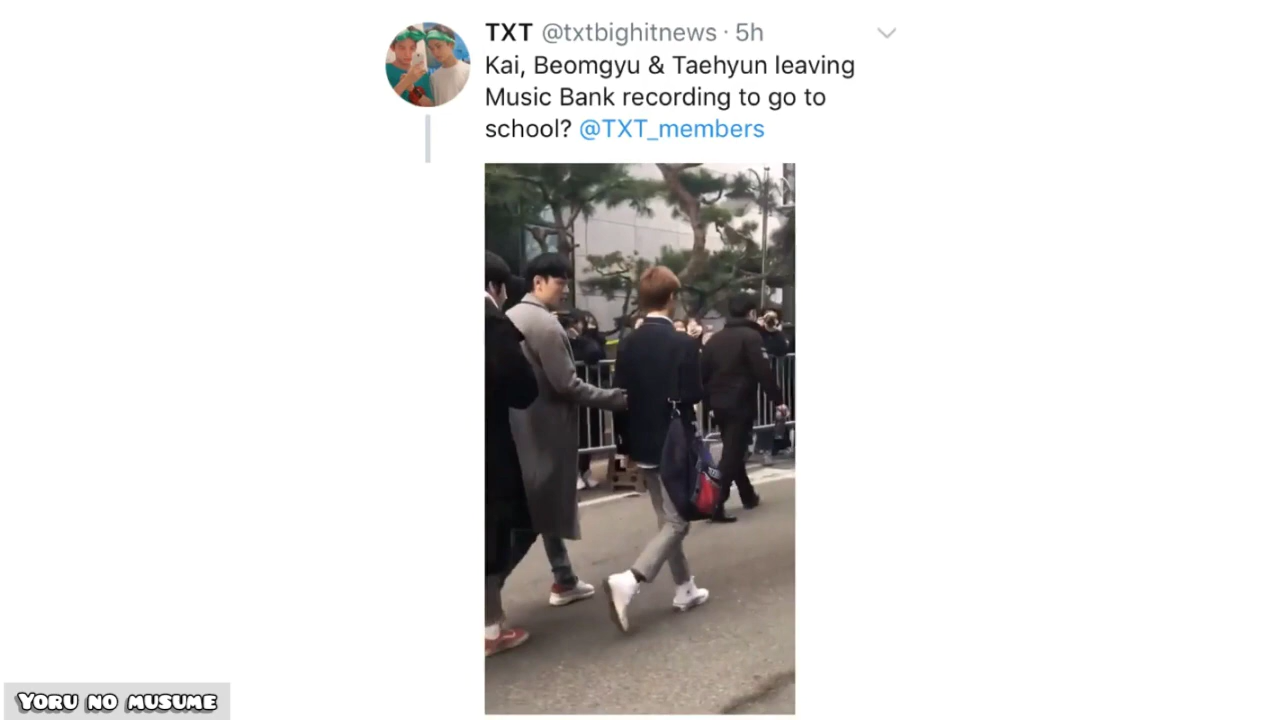 TXT @txtbighitnews · 5h
Kai, Beomgyu & Taehyun leaving
Music Bank recording to go to
school? @TXT_members
Yoru no musume